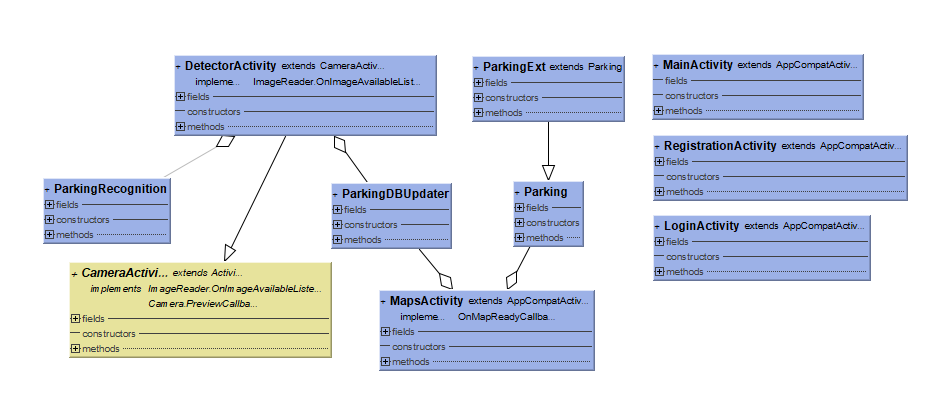 DetectorActivity extends CameraActiv...
impleme... ImageReader.OnImageAvailableList...
fields
constructors
methods
ParkingExt extends Parking
fields
constructors
methods
MainActivity extends AppCompatActiv...
fields
constructors
methods
RegistrationActivity extends AppCompatActiv...
fields
constructors
methods
ParkingRecognition
fields
constructors
methods
ParkingDBUpdater
fields
constructors
methods
Parking
fields
constructors
methods
LoginActivity extends AppCompatActiv...
fields
constructors
methods
CameraActivi... extends Activi...
implements ImageReader.OnImageAvailableListe...
Camera.PreviewCallba...
fields
constructors
methods
MapsActivity extends AppCompatActiv...
impleme... OnMapReadyCallba...
fields
constructors
methods